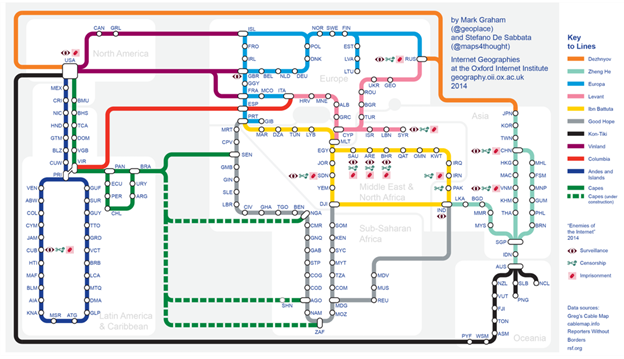 by Mark Graham
(@geoplace)
and Stefano De Sabbata
(@maps4thought)
Internet Geographies
at the Oxford Internet Institute
geography.oii.ox.ac.uk
2014
Key
to Lines
Dezhnyov
Zheng He
Europa
Levant
Ibn Battuta
Good Hope
Kon-Tiki
Vinland
Columbia
Andes and
Islands
Capes
Capes (under
construction)
"Enemies of
the Internet"
2014
Surveillance
Censorship
Imprisonment
Data sources:
Greg's Cable Map
cablemap.info
Reporters Without
Borders
rsf.org
North America
Europe
Asia
Middle East &
North Africa
Sub-Saharan
Africa
Latin America
& Caribbean
Oceania
USA
CAN GRL
ISL
NOR SWE FIN
FRO
IRL
GBR BEL NLD DEU
POL
DNK
EST
LVA
LTU
RUS
GGY
FRA MCO ITA
ESP
PRT GIB
HRV MNE
ALB
GRC
UKR GEO
ROU
BGR
TUR
CYP ISR LBN SYR
MLT
MAR DZA TUN LYB
MEX
CRI BMU
NIC BHS
HND TCA
GTM DOM
BLZ VGB
CUW VIR
PRI
PAN BRA
ECU URY
PER ARG
CHL
VEN GUF
ABW SUR
COL GUY
CYM TTO
JAM GRD
CUB VCT
HTI BRB
MAF LCA
BLM MTQ
AIA DMA
KNA GLP
MSR ATG
MRT
CPV
SEN
GMB
GIN
SLE
LBR
CIV GHA TGO BEN
NGA
CMR
GNQ
GAB
STP
COG
COD
AGO
NAM
ZAF
SHN
EGY
JOR
SDN
YEM
DJI
SAU ARE BHR QAT OMN KWT
IRQ
IRN
PAK
IND
LKA BGD
SOM
KEN
SYC
MYT
TZA
COM
MDG
MOZ
MDV
MUS
REU
JPN
KOR
TWN
CHN
HKG
MAC
VNM
KHM
THA
MHL
FSM
MNP
GUM
PHL
BRN
MMR
MYS
SGP
IDN
AUS
NZL SLB NCL
VUT PNG
FJI
TON
ASM
PYF WSM